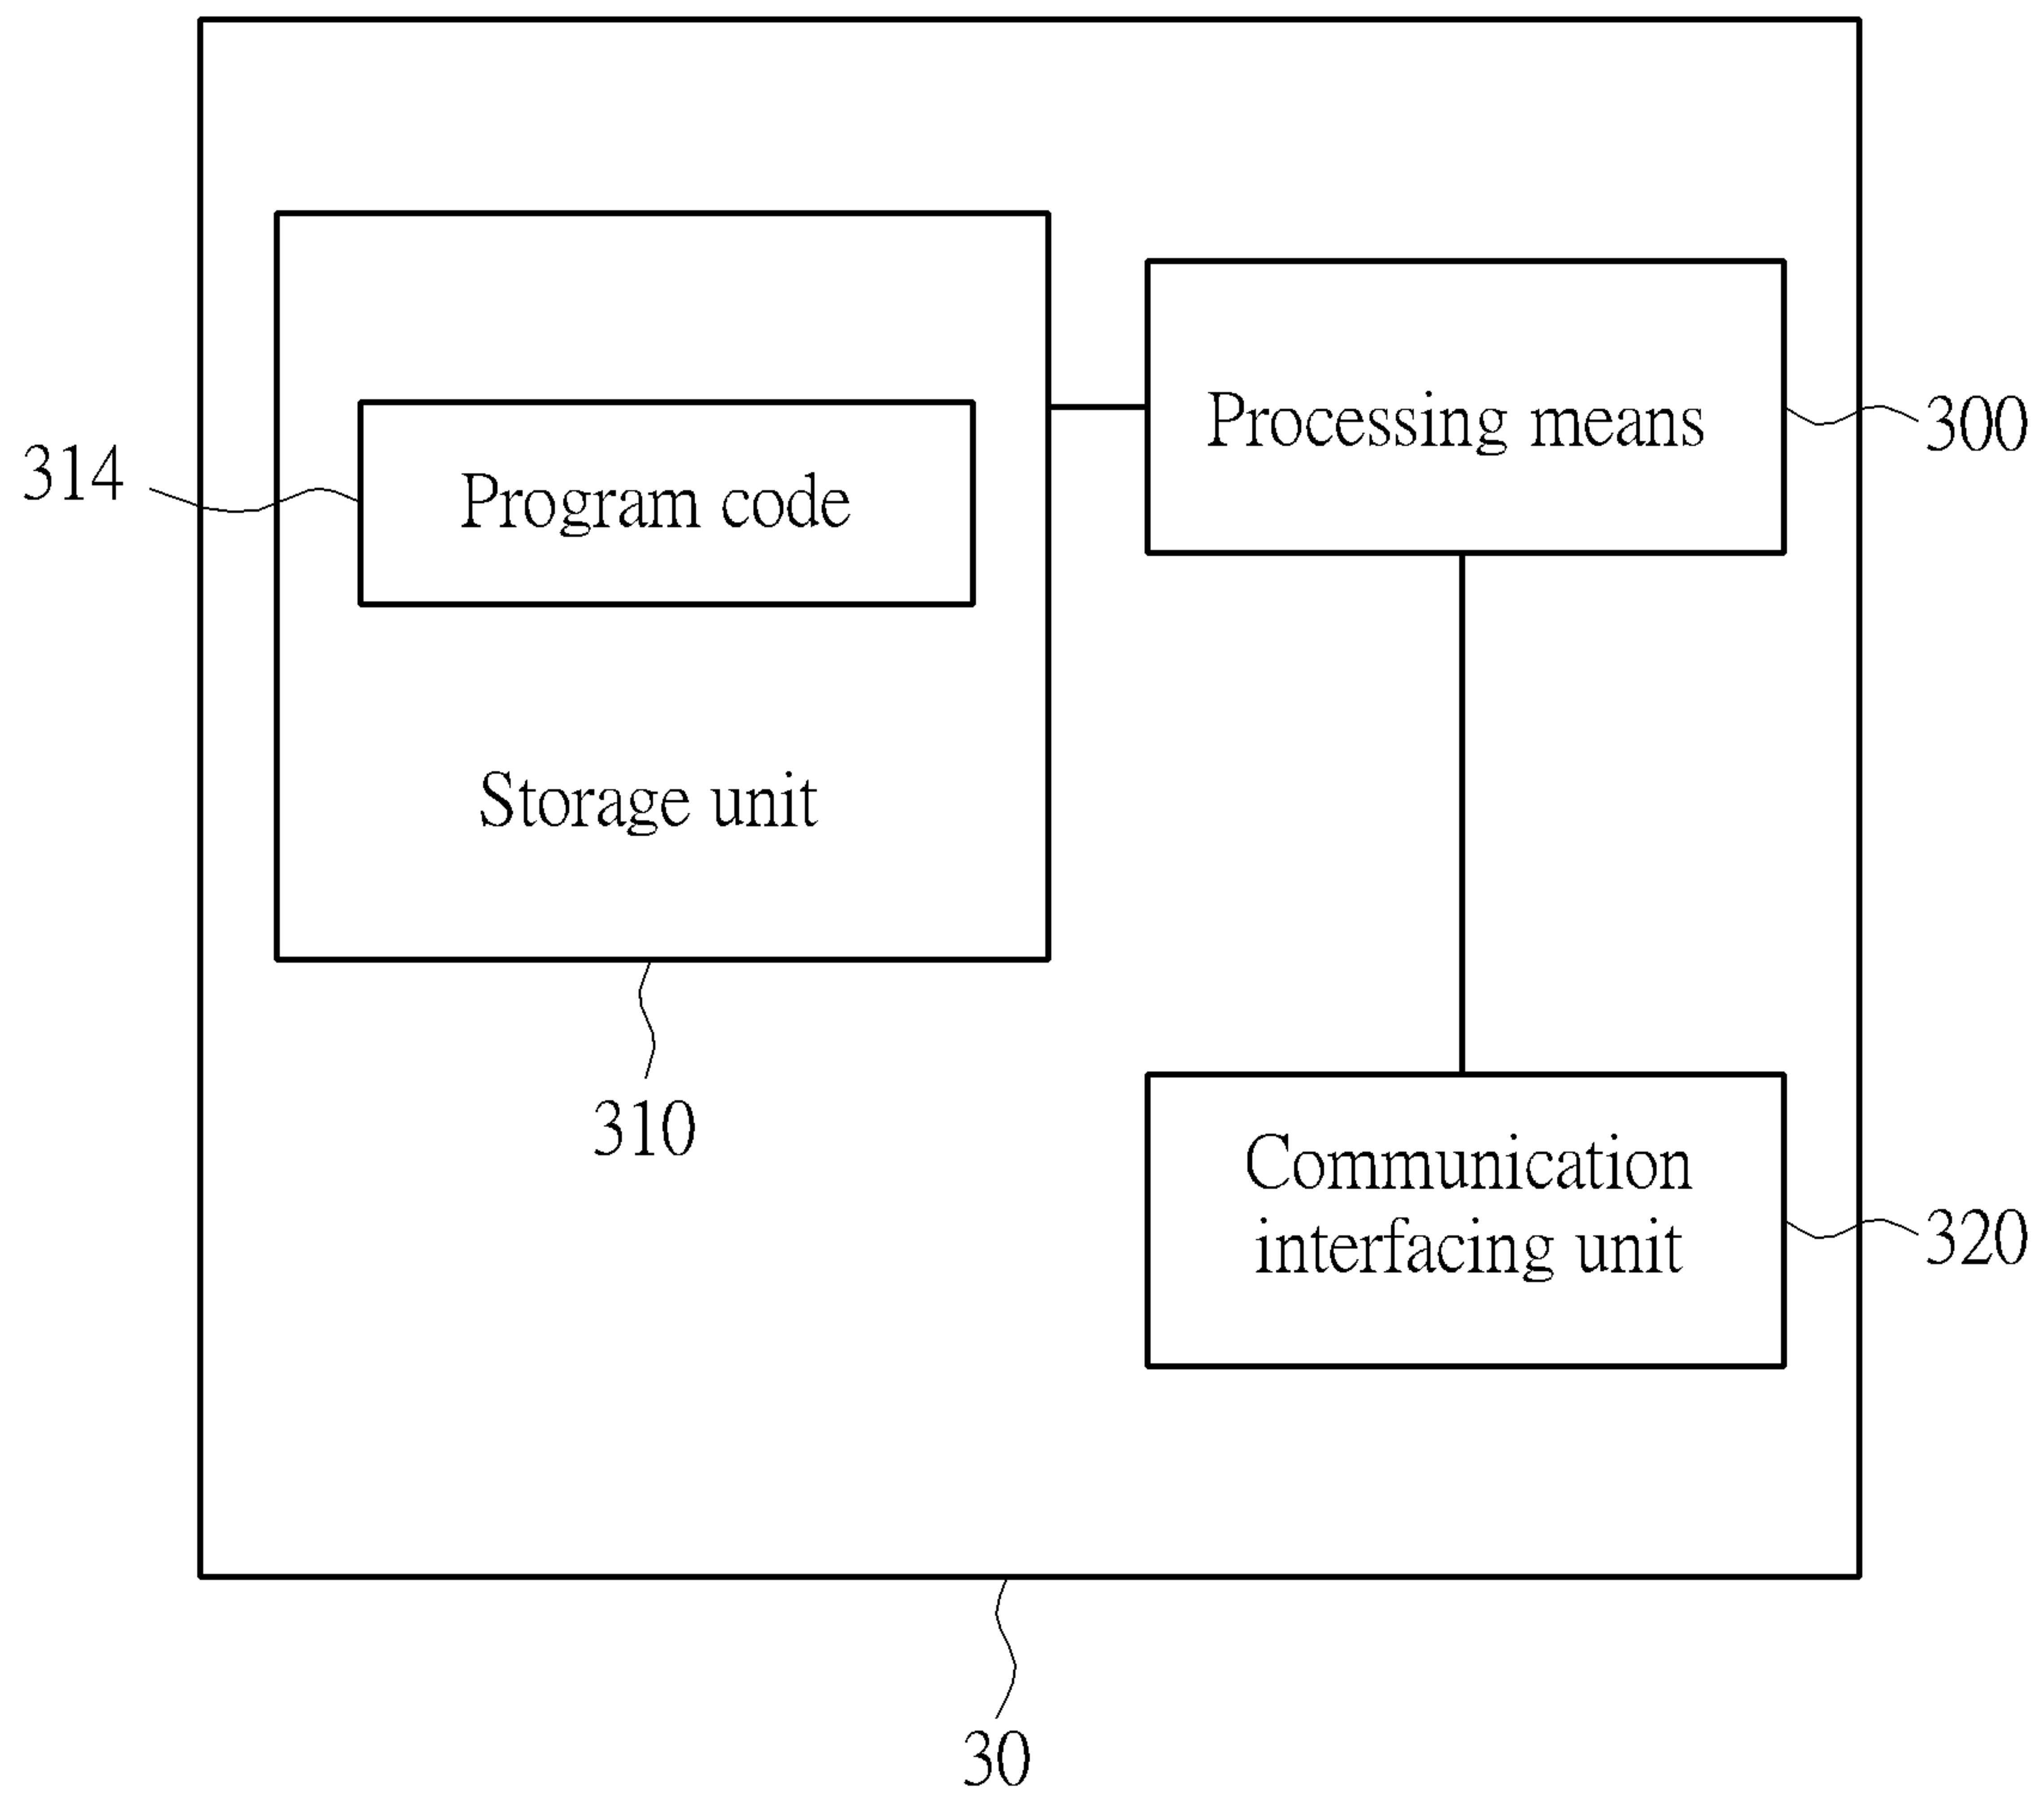 Processing means
300
314
Program code
Storage unit
310
Communication
interfacing unit
320
30